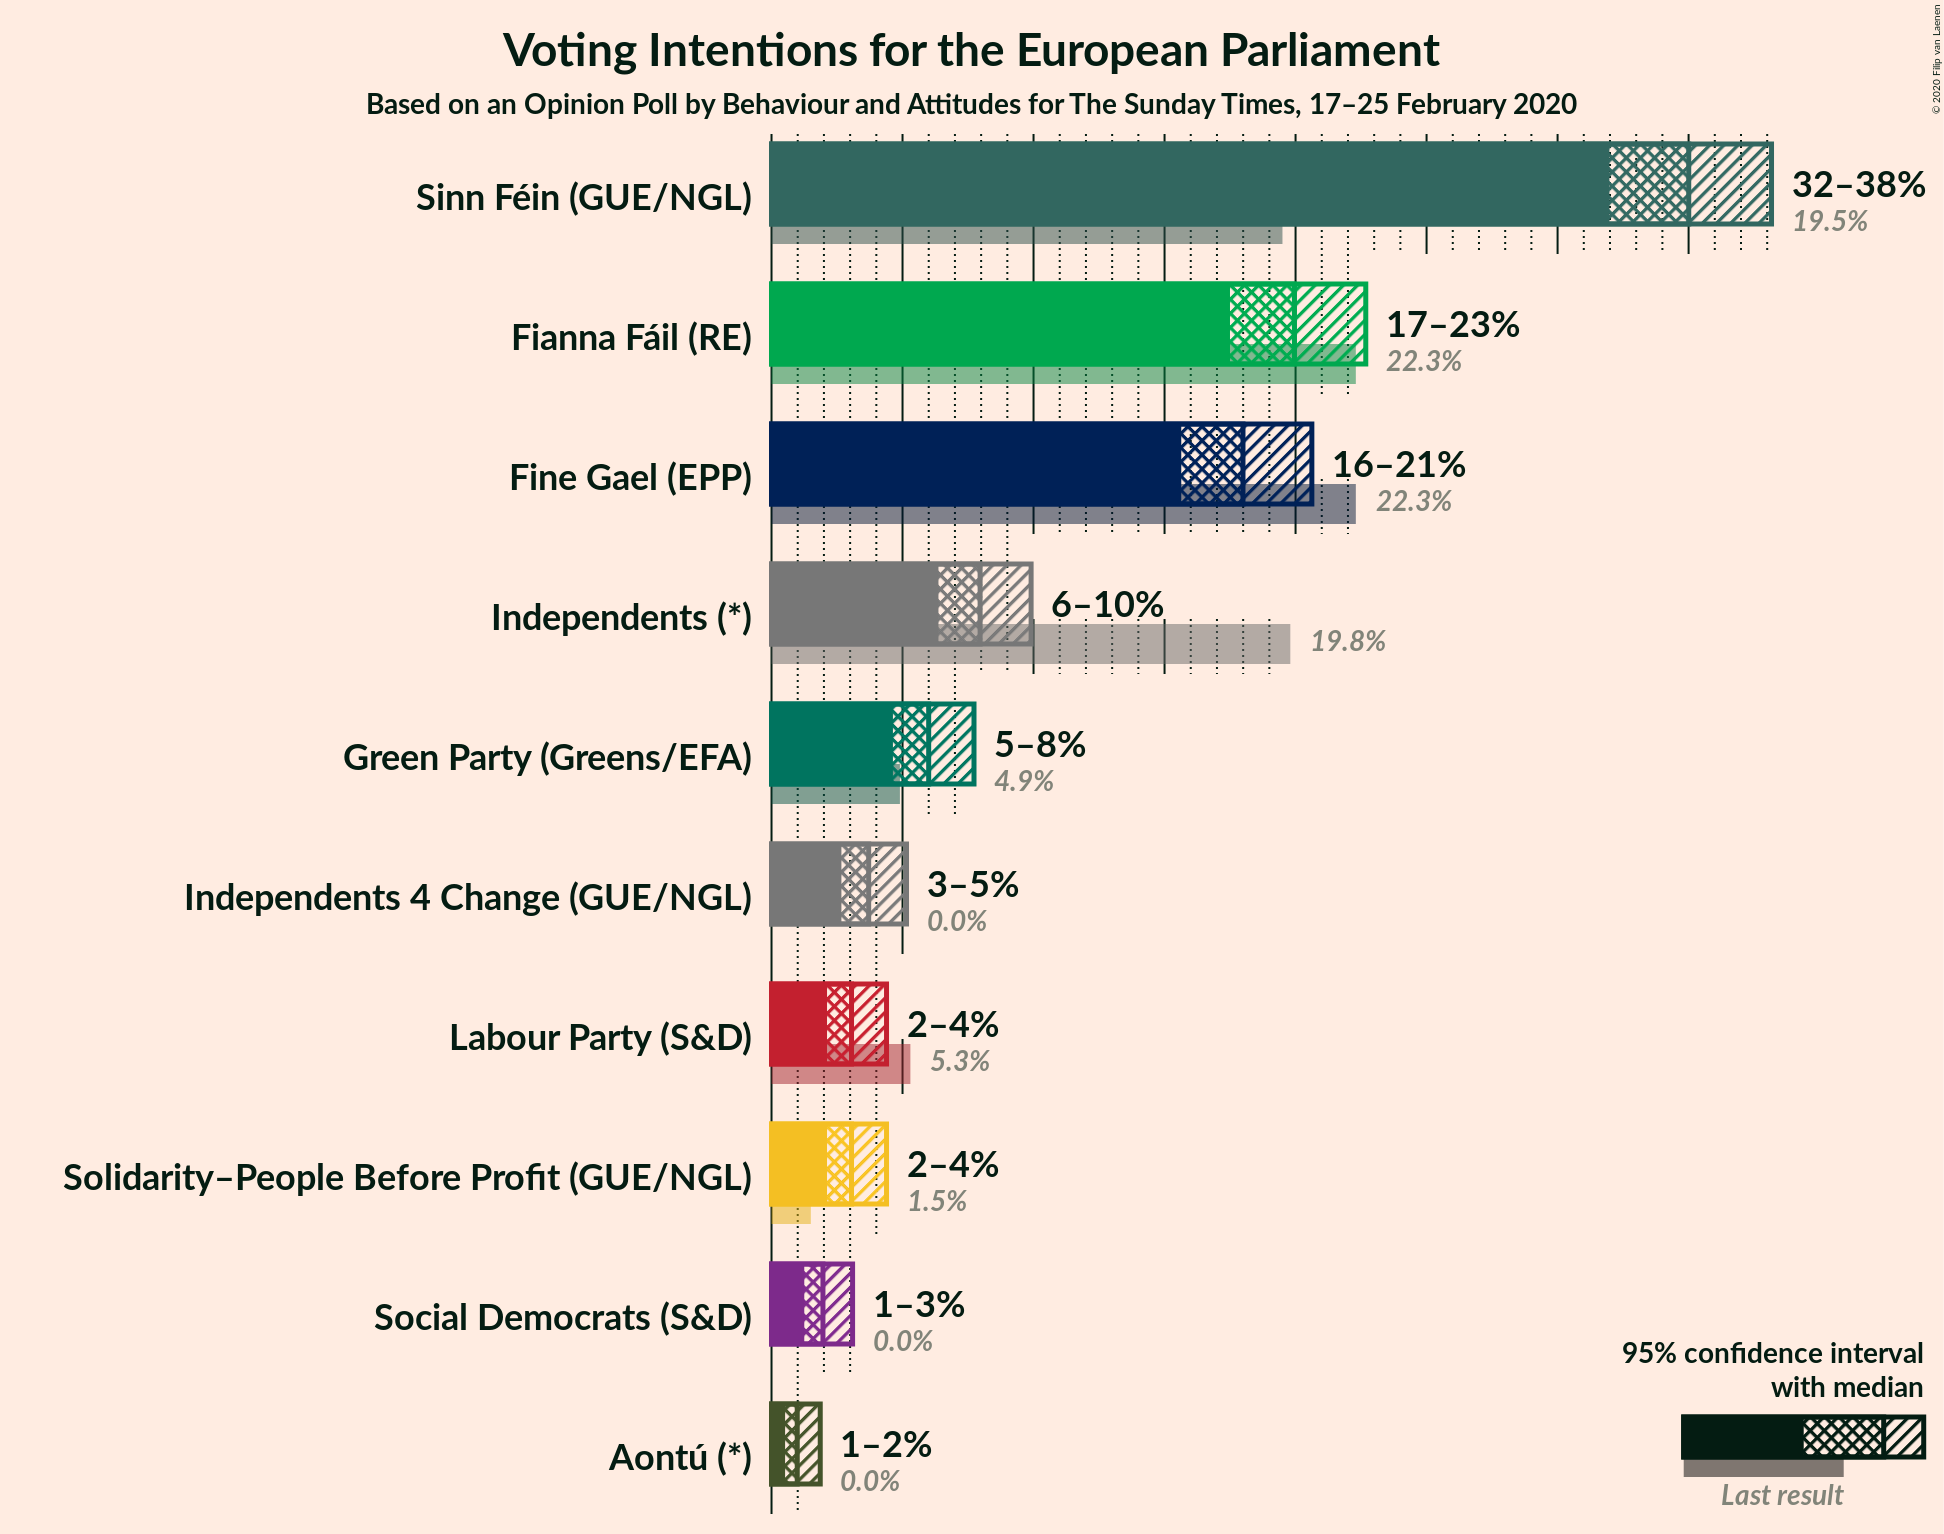 Voting Intentions for the European Parliament
Based on an Opinion Poll by Behaviour and Attitudes for The Sunday Times, 17–25 February 2020
© 2020 Filip van Laenen
Sinn Féin (GUE/NGL)
32–38%
19.5%
Fianna Fáil (RE)
17–23%
22.3%
Fine Gael (EPP)
16–21%
22.3%
Independents (*)
6–10%
19.8%
Green Party (Greens/EFA)
5–8%
4.9%
Independents 4 Change (GUE/NGL)
3–5%
0.0%
Labour Party (S&D)
2–4%
5.3%
Solidarity–People Before Profit (GUE/NGL)
2–4%
1.5%
Social Democrats (S&D)
1–3%
0.0%
Aontú (*)
1–2%
0.0%
95% confidence interval
with median
Last result